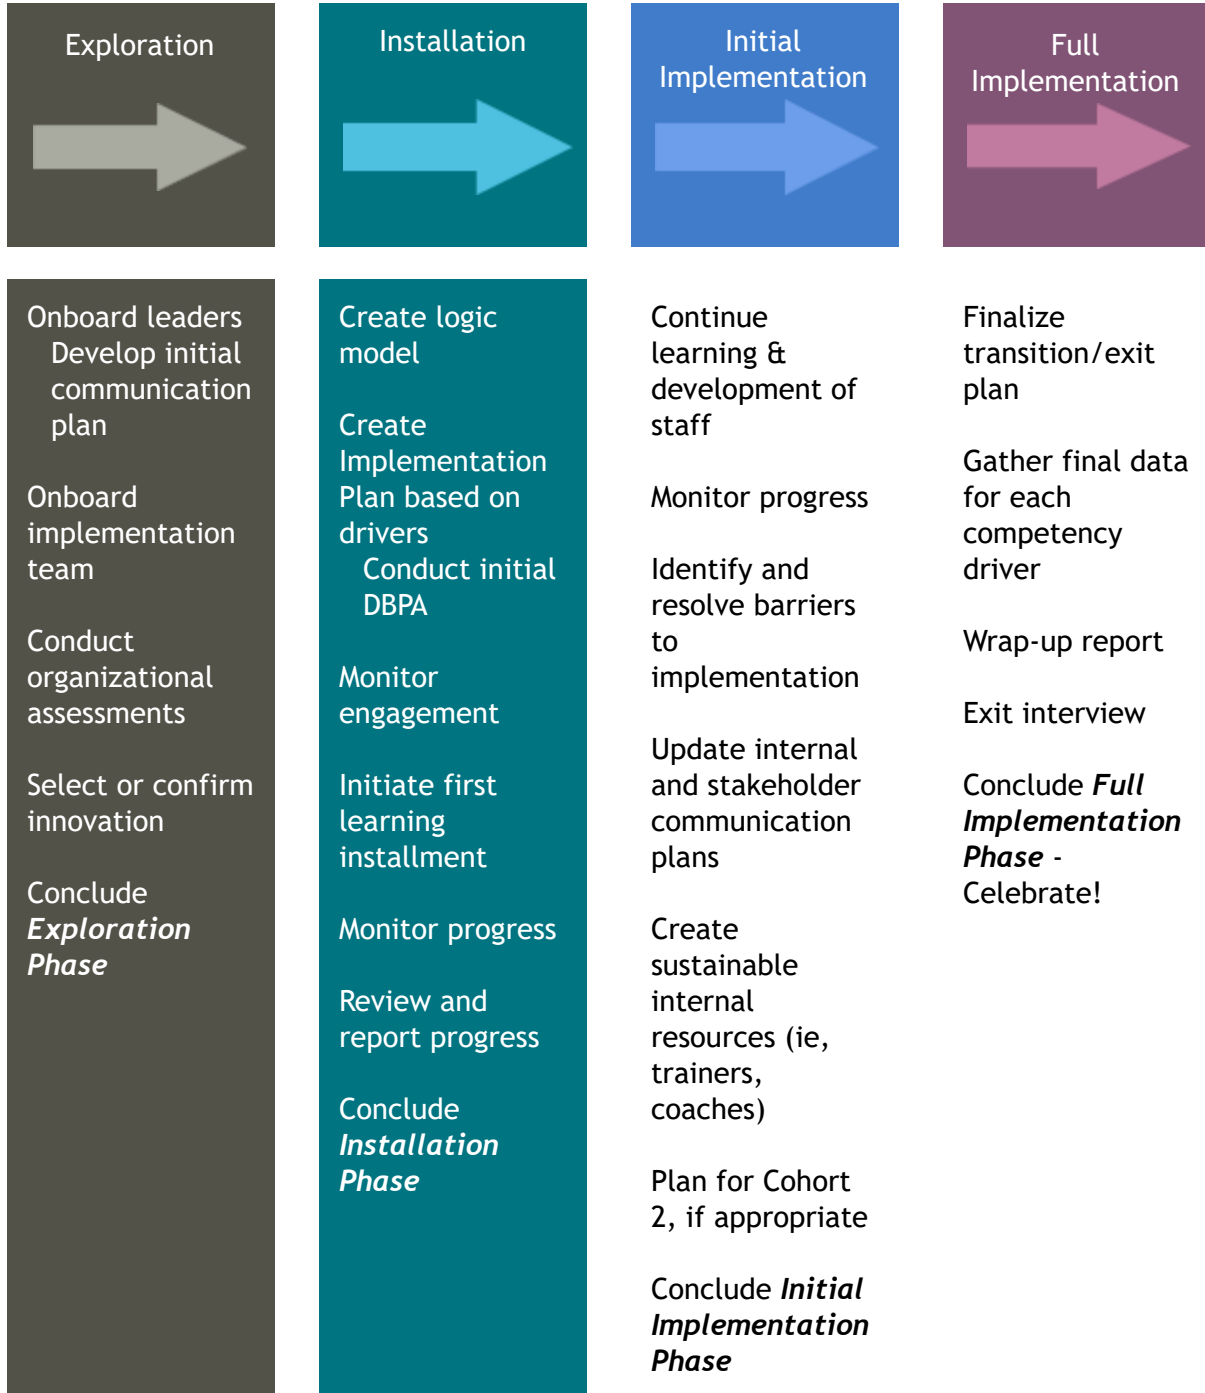 Exploration
Onboard leaders
Develop initial
communication
plan
Onboard
implementation
team
Conduct
organizational
assessments
Select or confirm
innovation
Conclude
Exploration
Phase
Installation
Create logic
model
Create
Implementation
Plan based on
drivers
Conduct initial
DBPA
Monitor
engagement
Initiate first
learning
installment
Monitor progress
Review and
report progress
Conclude
Installation
Phase
Initial
Implementation
Continue
learning &
development of
staff
Monitor progress
Identify and
resolve barriers
to
implementation
Update internal
and stakeholder
communication
plans
Create
sustainable
internal
resources (ie,
trainers,
coaches)
Plan for Cohort
2, if appropriate
Conclude Initial
Implementation
Phase
Full
Implementation
Finalize
transition/exit
plan
Gather final data
for each
competency
driver
Wrap-up report
Exit interview
Conclude Full
Implementation
Phase -
Celebrate!